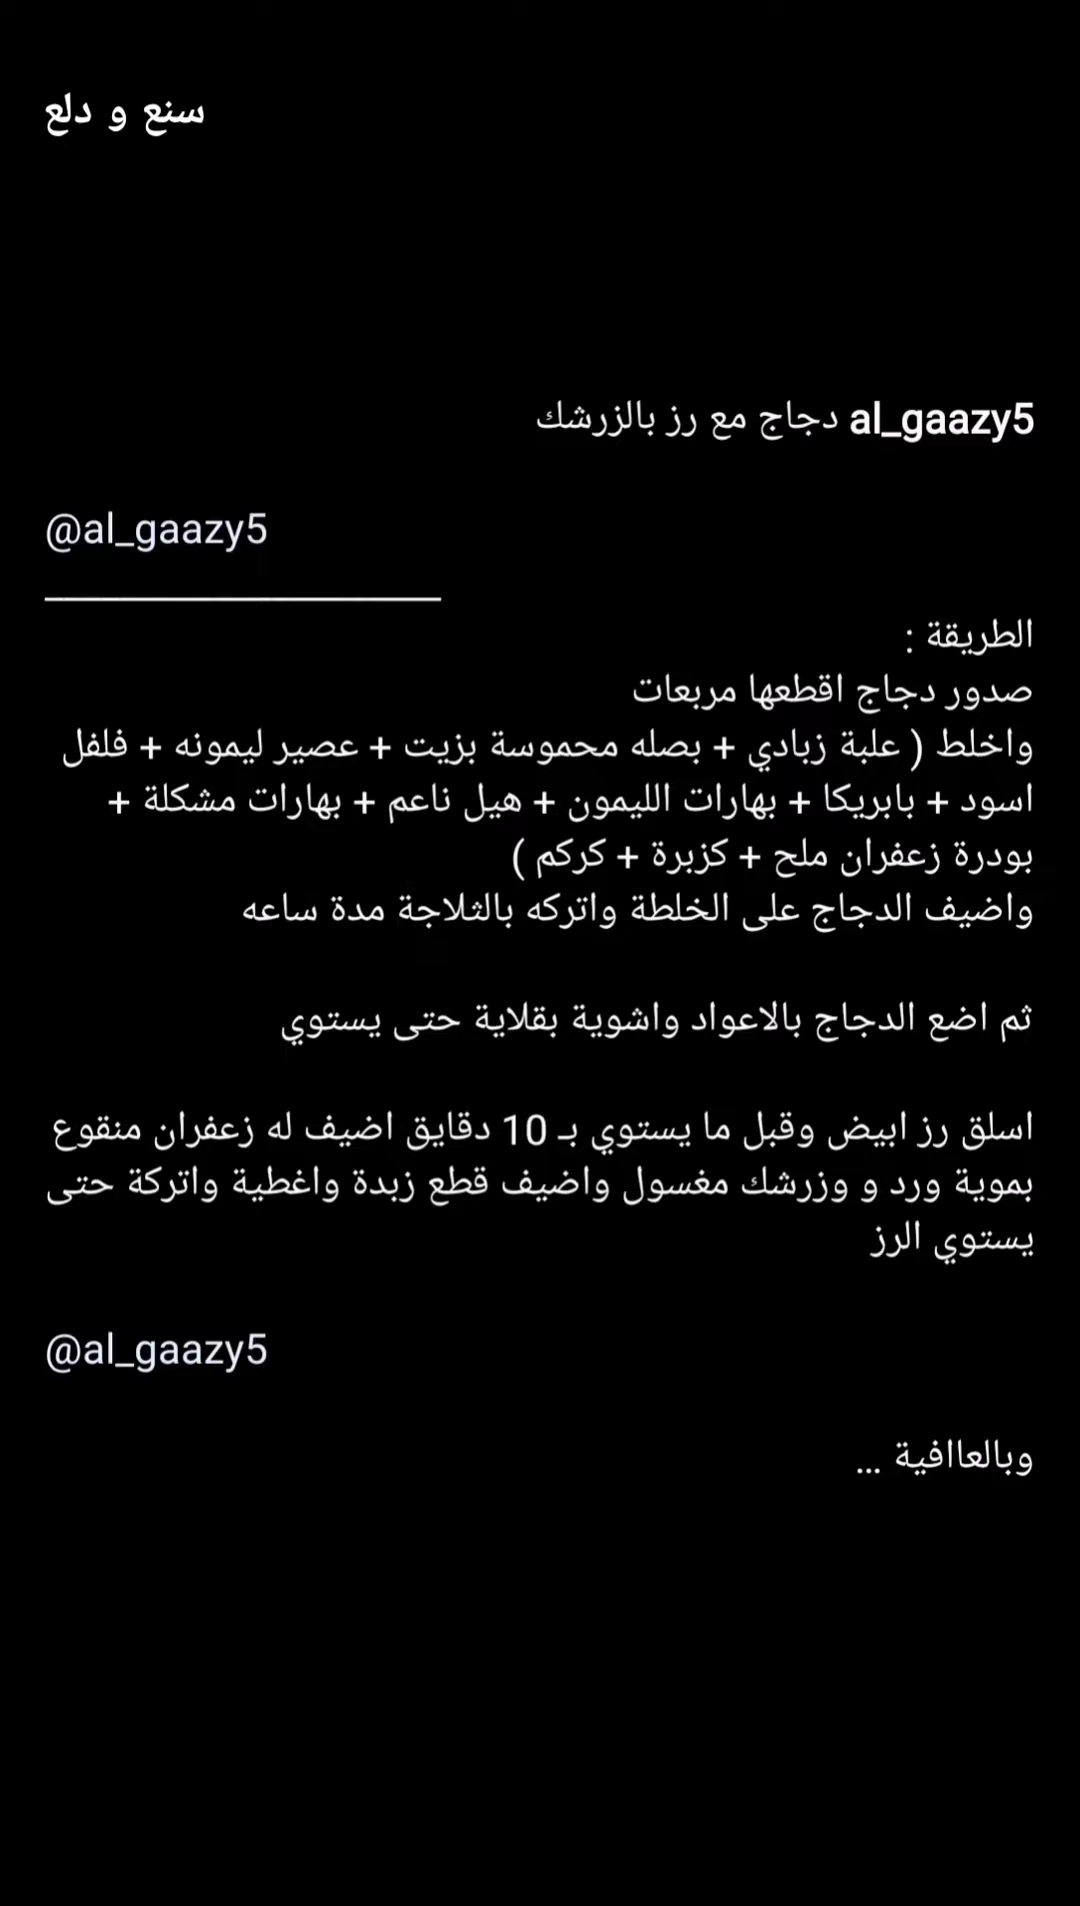 سنع و دلع
al_gaazy5 دجاج مع رز بالزرشك
@al_gaazy5
ـــــــــــــــــــــــــــــــــــــــــ
الطريقة :
صدور دجاج اقطعها مربعات
واخلط ( علبة زبادي + بصله محموسة بزيت + عصير ليمونه + فلفل
اسود + بابريكا + بهارات الليمون + هيل ناعم + بهارات مشكلة +
بودرة زعفران ملح + كزبرة + كركم )
واضيف الدجاج على الخلطة واتركه بالثلاجة مدة ساعه
ثم اضع الدجاج بالاعواد واشوية بقلاية حتى يستوي
اسلق رز ابيض وقبل ما يستوي بـ 10 دقايق اضيف له زعفران منقوع
بموية ورد و وزرشك مغسول واضيف قطع زبدة واغطية واتركة حتى
يستوي الرز
@al_gaazy5
وبالعاافية ...